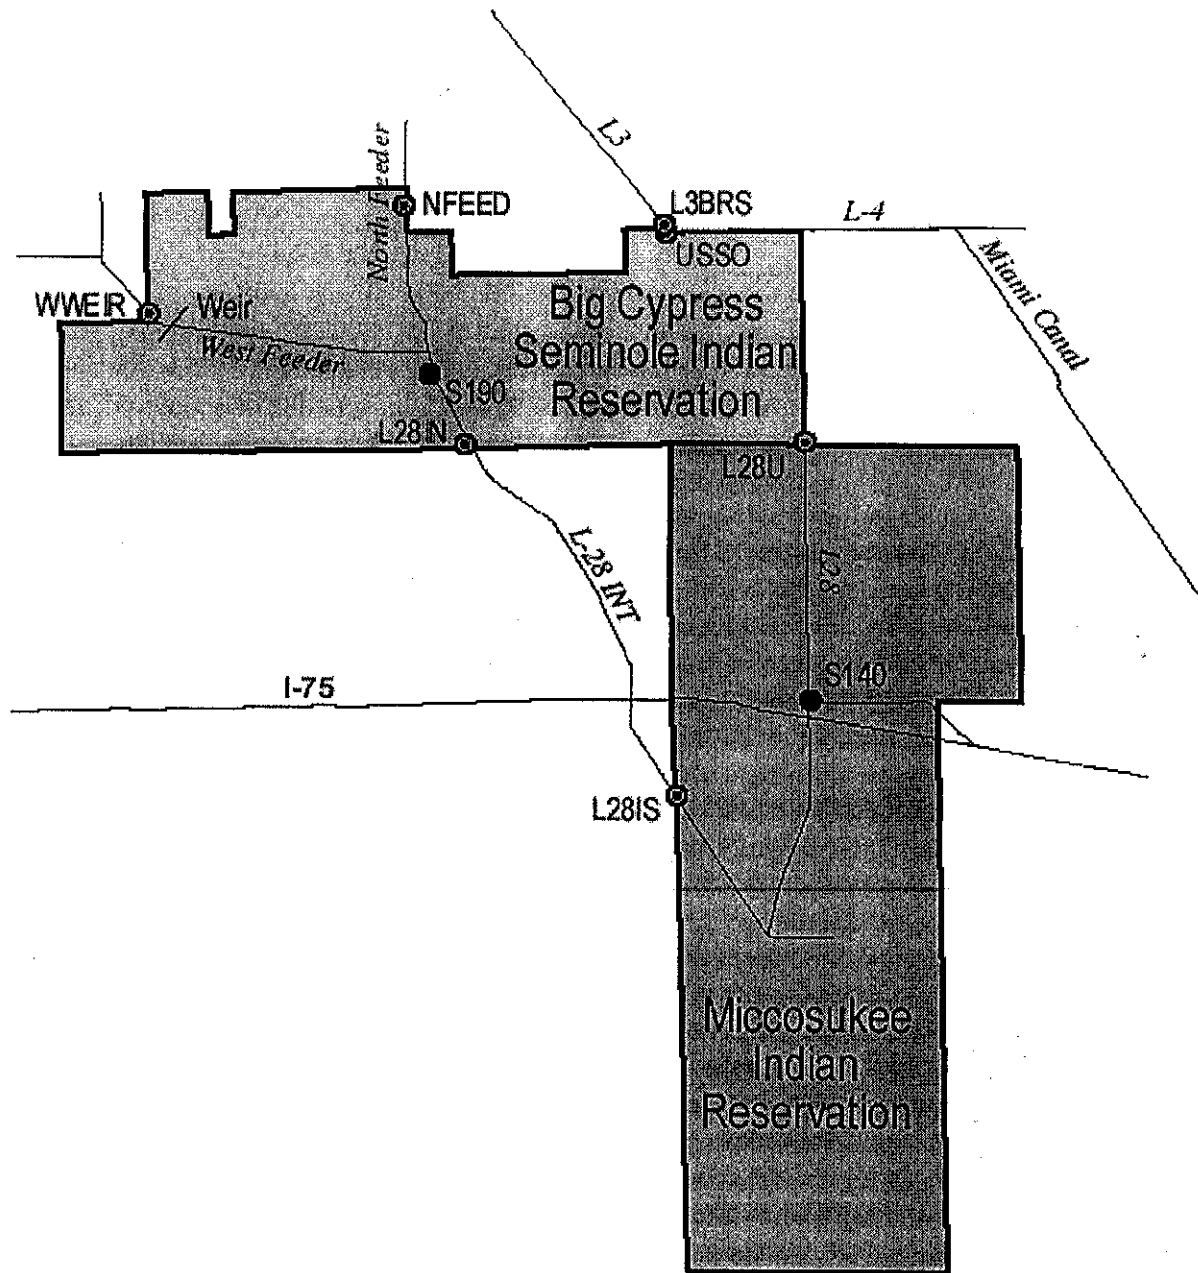 L3
North Feeder
NFEED
L3BRS
L-4
USSO
Miami Canal
WWEIR
Weir
West Feeder
Big Cypress
Seminole Indian
Reservation
S190
L28IN
L28U
L-28 INT
L28
I-75
S140
L28IS
Miccosukee
Indian
Reservation